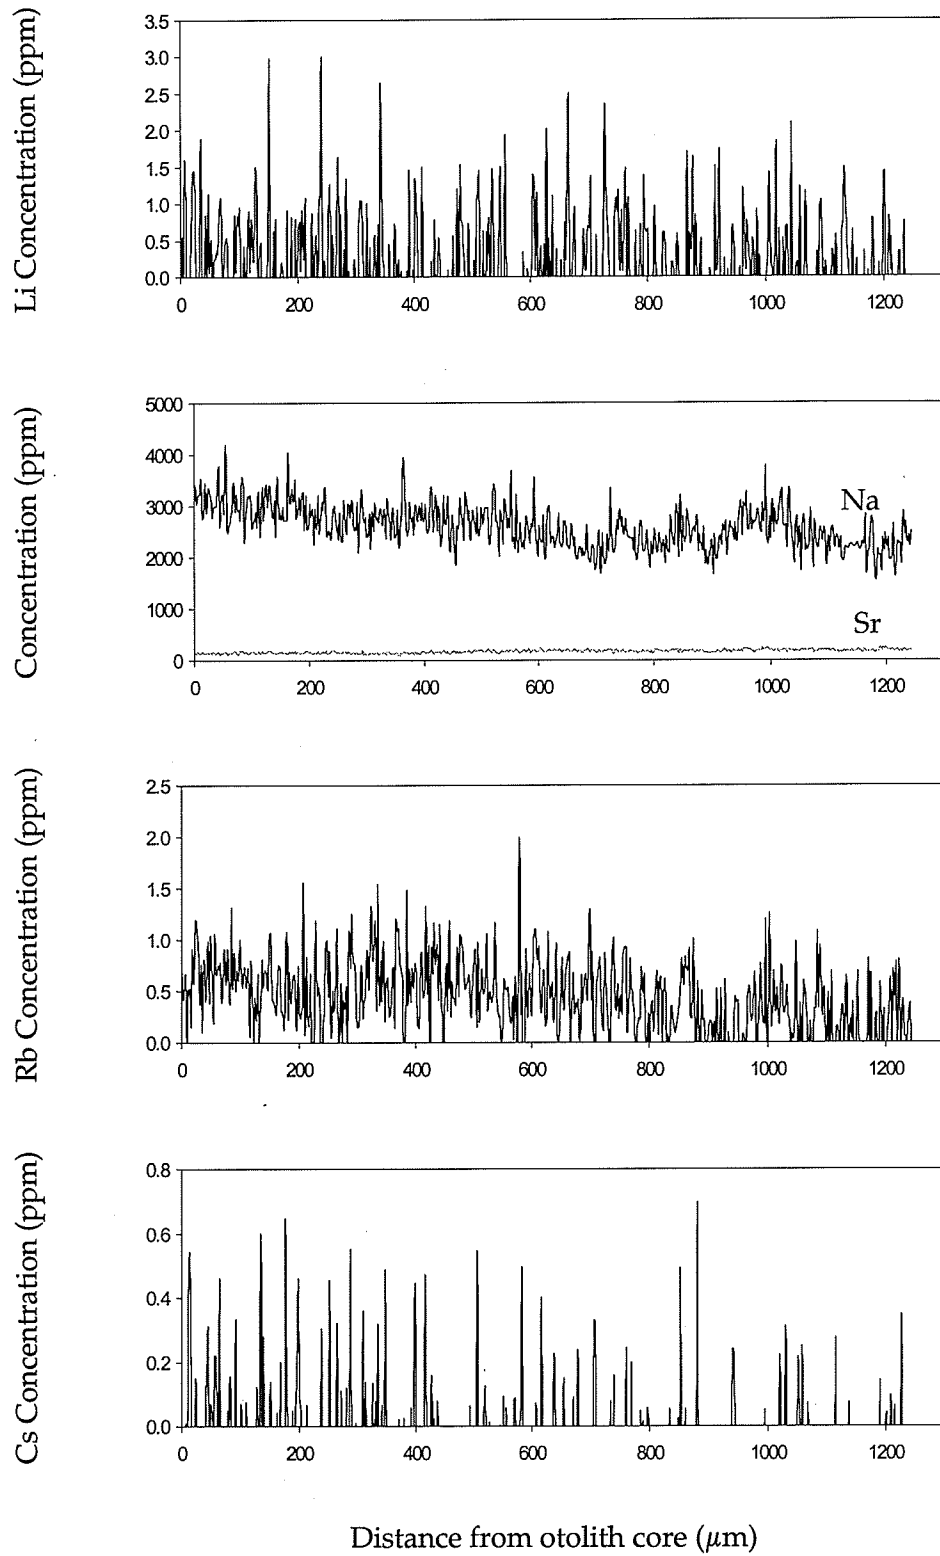 Li Concentration (ppm)
3.5
3.0
2.5
2.0
1.5
1.0
0.5
0.0
0 200 400 600 800 1000 1200
Concentration (ppm)
5000
4000
3000
2000
1000
0
Na
Sr
0 200 400 600 800 1000 1200
Rb Concentration (ppm)
2.5
2.0
1.5
1.0
0.5
0.0
0 200 400 600 800 1000 1200
Cs Concentration (ppm)
0.8
0.6
0.4
0.2
0.0
0 200 400 600 800 1000 1200
Distance from otolith core (μm)